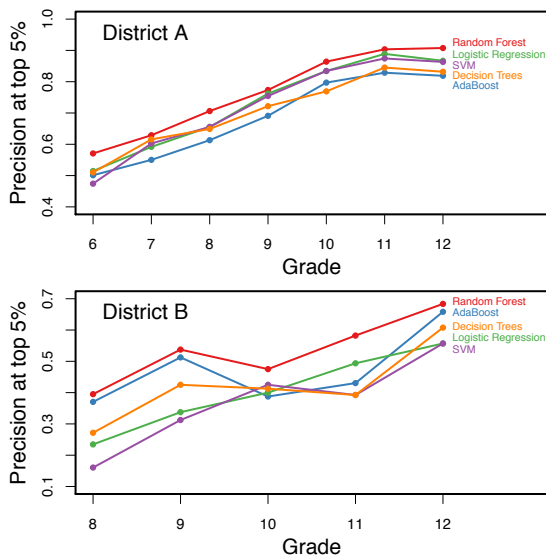 District A
Precision at top 5%
1.0
0.8
0.6
0.4
Random Forest
Logistic Regression
SVM
Decision Trees
AdaBoost
6 7 8 9 10 11 12
Grade
District B
Precision at top 5%
0.7
0.5
0.3
0.1
Random Forest
AdaBoost
Decision Trees
Logistic Regression
SVM
8 9 10 11 12
Grade